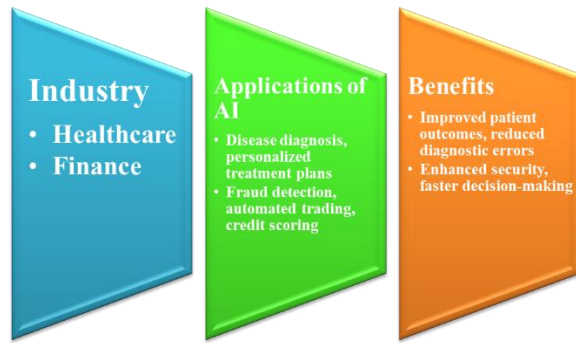 Industry
• Healthcare
• Finance
Applications of
AI
• Disease diagnosis,
personalized
treatment plans
• Fraud detection,
automated trading,
credit scoring
Benefits
• Improved patient
outcomes, reduced
diagnostic errors
• Enhanced security,
faster decision-making